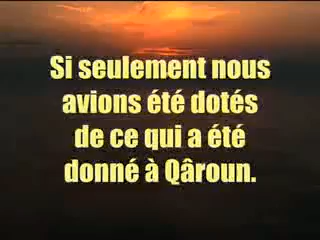 Si seulement nous
avions été dotés
de ce qui a été
donné à Qâroun.